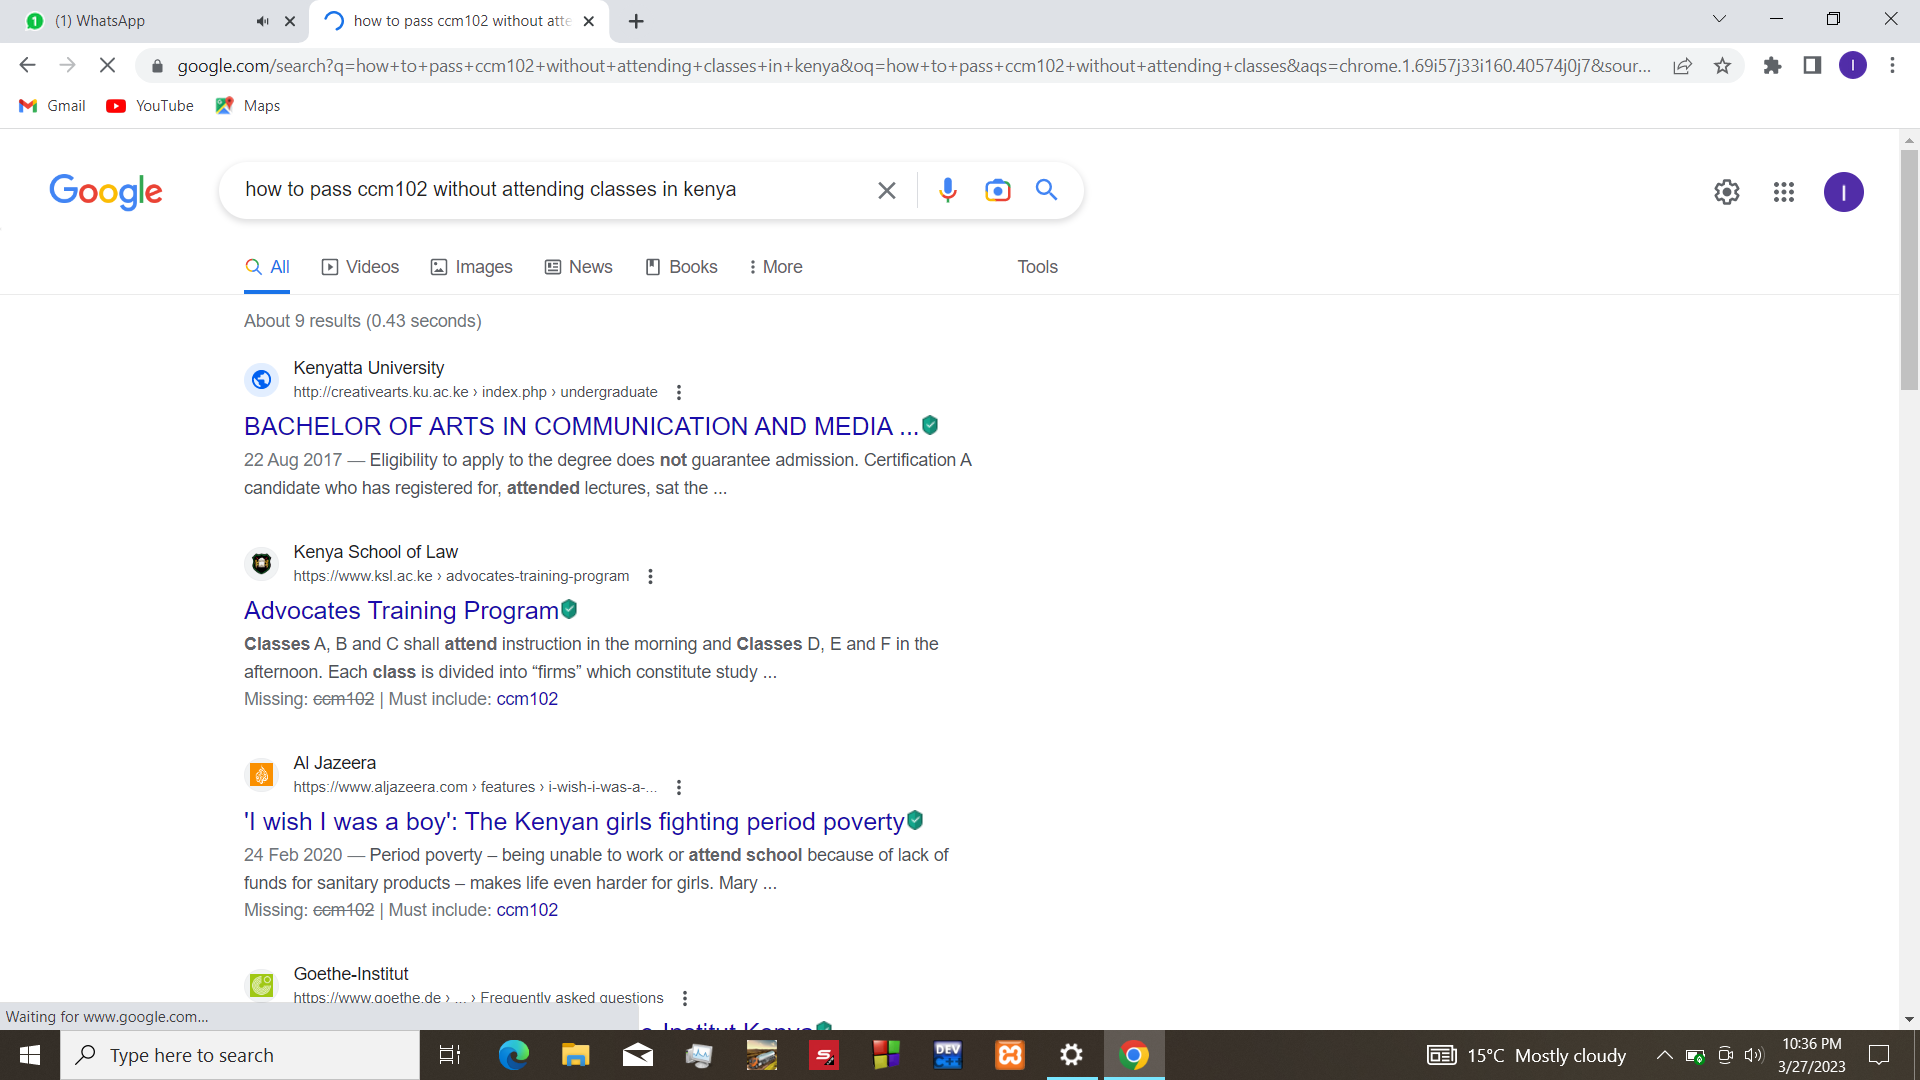 (1) WhatsApp
how to pass ccm102 without atte
google.com/search?q=how+to+pass+ccm102+without+attending+classes+in+kenya&oq=how+to+pass+ccm102+without+attending+classes&aqs=chrome.1.69i57j33i160.40574j0j7&sour...
I
Gmail
YouTube
Maps
Google
how to pass ccm102 without attending classes in kenya
I
All
Videos
Images
News
Books
More
Tools
About 9 results (0.43 seconds)
Kenyatta University
http://creativearts.ku.ac.ke › index.php › undergraduate
BACHELOR OF ARTS IN COMMUNICATION AND MEDIA ...
22 Aug 2017 — Eligibility to apply to the degree does not guarantee admission. Certification A
candidate who has registered for, attended lectures, sat the ...
Kenya School of Law
https://www.ksl.ac.ke › advocates-training-program
Advocates Training Program
Classes A, B and C shall attend instruction in the morning and Classes D, E and F in the
afternoon. Each class is divided into “firms” which constitute study ...
Missing: ccm102 | Must include: ccm102
Al Jazeera
https://www.aljazeera.com › features › i-wish-i-was-a-...
'I wish I was a boy': The Kenyan girls fighting period poverty
24 Feb 2020 — Period poverty – being unable to work or attend school because of lack of
funds for sanitary products – makes life even harder for girls. Mary ...
Missing: ccm102 | Must include: ccm102
Goethe-Institut
https://www.goethe.de › ... › Frequently asked questions
Waiting for www.google.com...
Type here to search
DEV C++
15°C Mostly cloudy
10:36 PM
3/27/2023